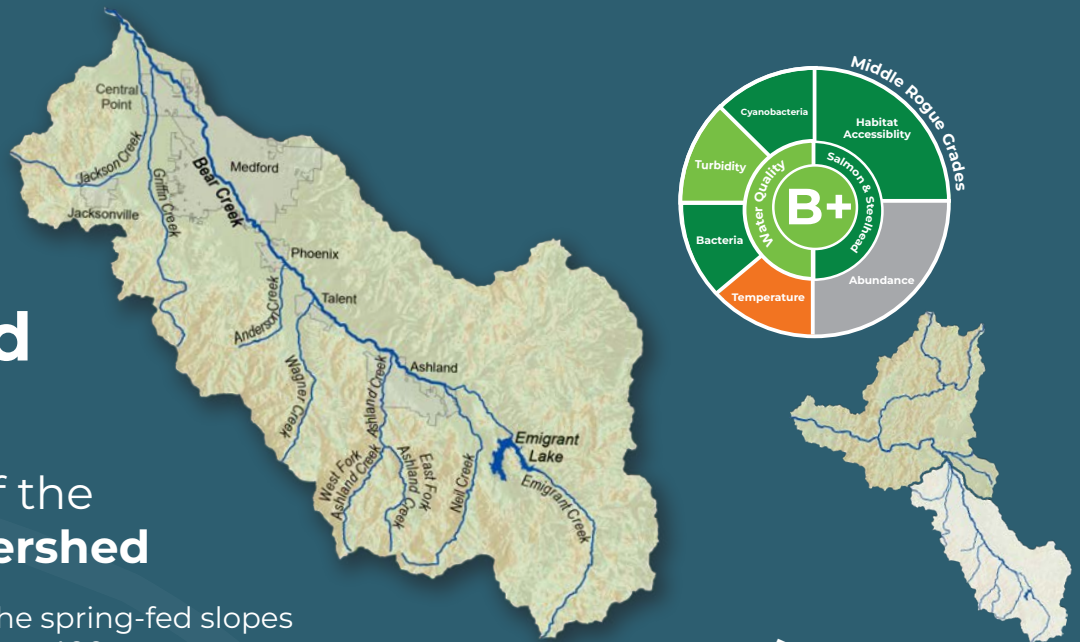 Central
Point
Jackson Creek
Jacksonville
Griffin Creek
Bear Creek
Medford
Phoenix
Talent
Anderson Creek
Wagner Creek
Ashland Creek
Ashland
West Fork
Ashland Creek
East Fork
Ashland Creek
Neil Creek
Emigrant
Lake
Emigrant Creek
Middle Rogue Grades
Cyanobacteria
Habitat
Accessiblity
Turbidity
Water Quality
Salmon & Steelhead
B+
Bacteria
Temperature
Abundance
d
f the
ershed
he spring-fed slopes